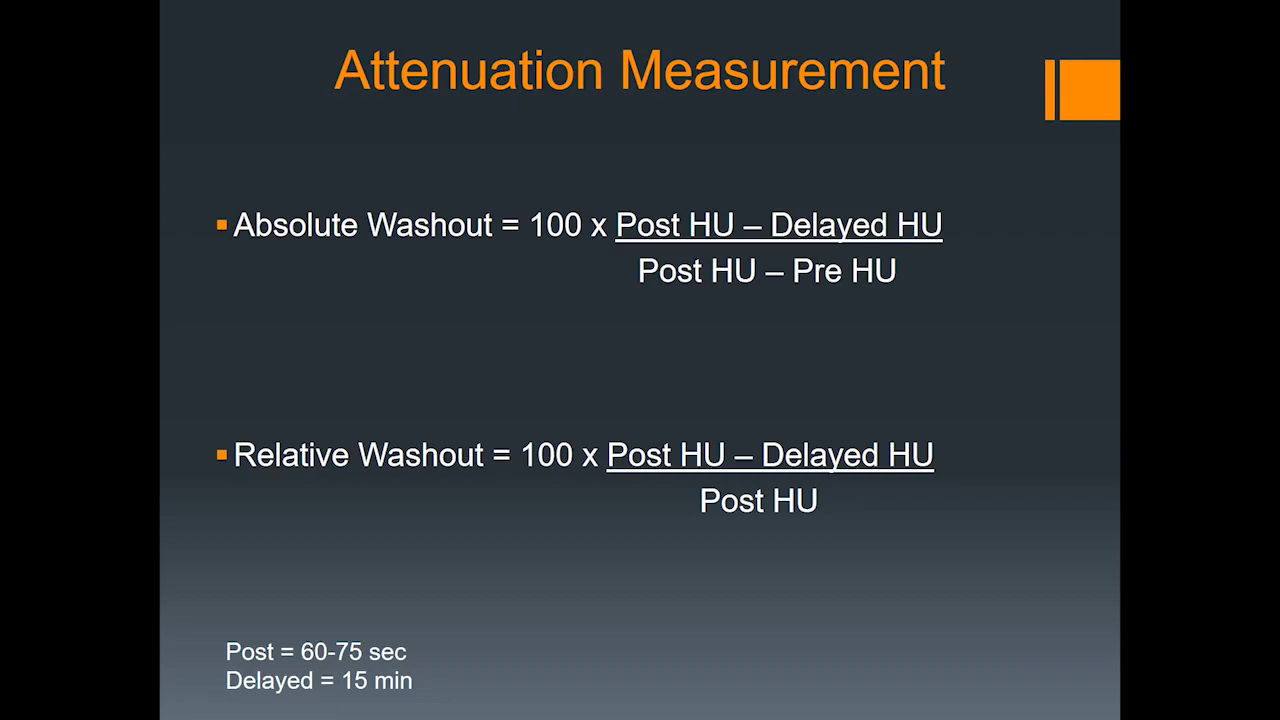 Attenuation Measurement
Absolute Washout = 100 x Post HU – Delayed HU
Post HU – Pre HU
Relative Washout = 100 x Post HU – Delayed HU
Post HU
Post = 60-75 sec
Delayed = 15 min